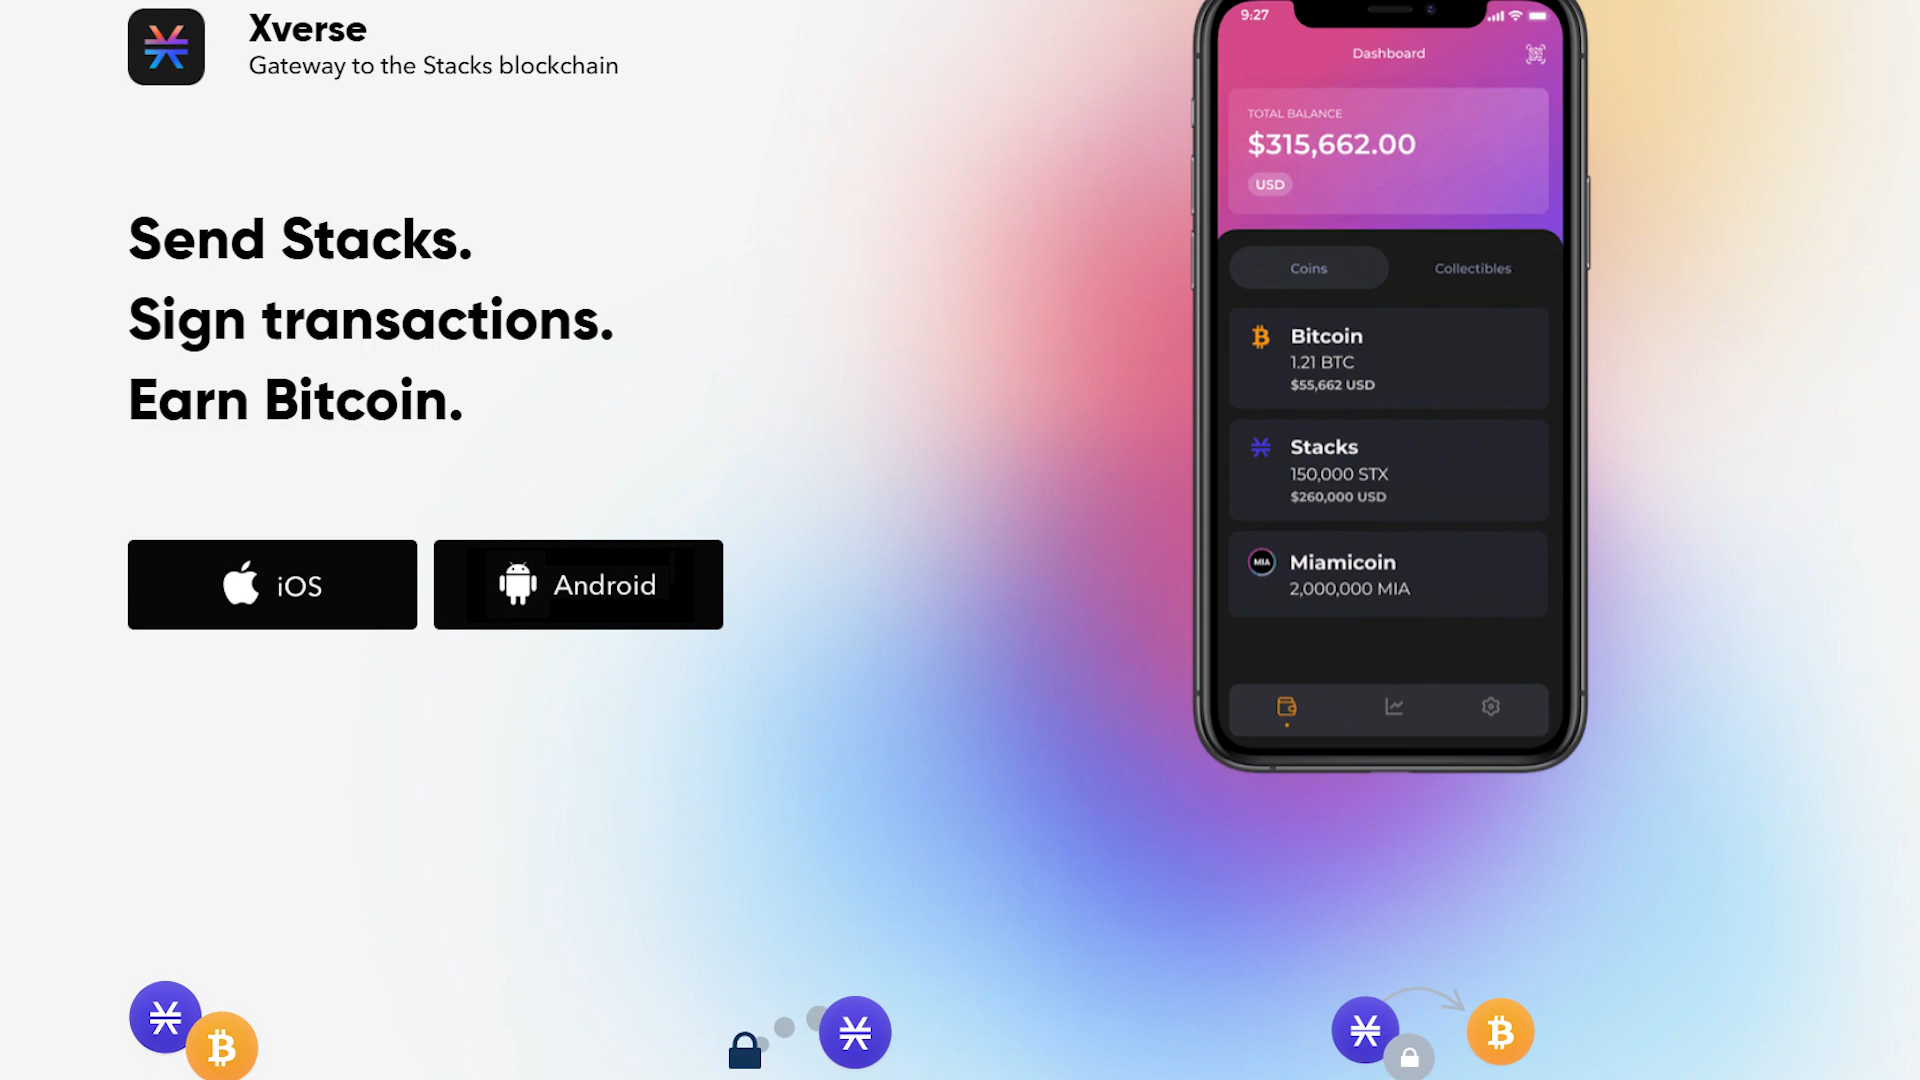 Xverse
Gateway to the Stacks blockchain
Send Stacks.
Sign transactions.
Earn Bitcoin.
iOS
Android
9:27
Dashboard
TOTAL BALANCE
$315,662.00
USD
Coins
Collectibles
Bitcoin
1.21 BTC
$55,662 USD
Stacks
150,000 STX
$260,000 USD
MIA
Miamicoin
2,000,000 MIA